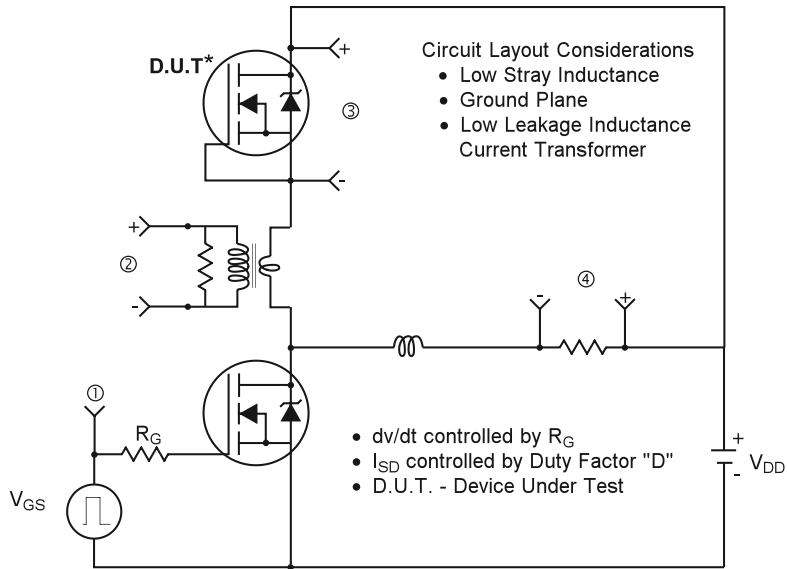 D.U.T*
+
Circuit Layout Considerations
• Low Stray Inductance
• Ground Plane
• Low Leakage Inductance
Current Transformer
③
-
+
②
-
④
- +
①
RG
VGS
• dv/dt controlled by RG
• ISD controlled by Duty Factor "D"
• D.U.T. - Device Under Test
+
VDD
-